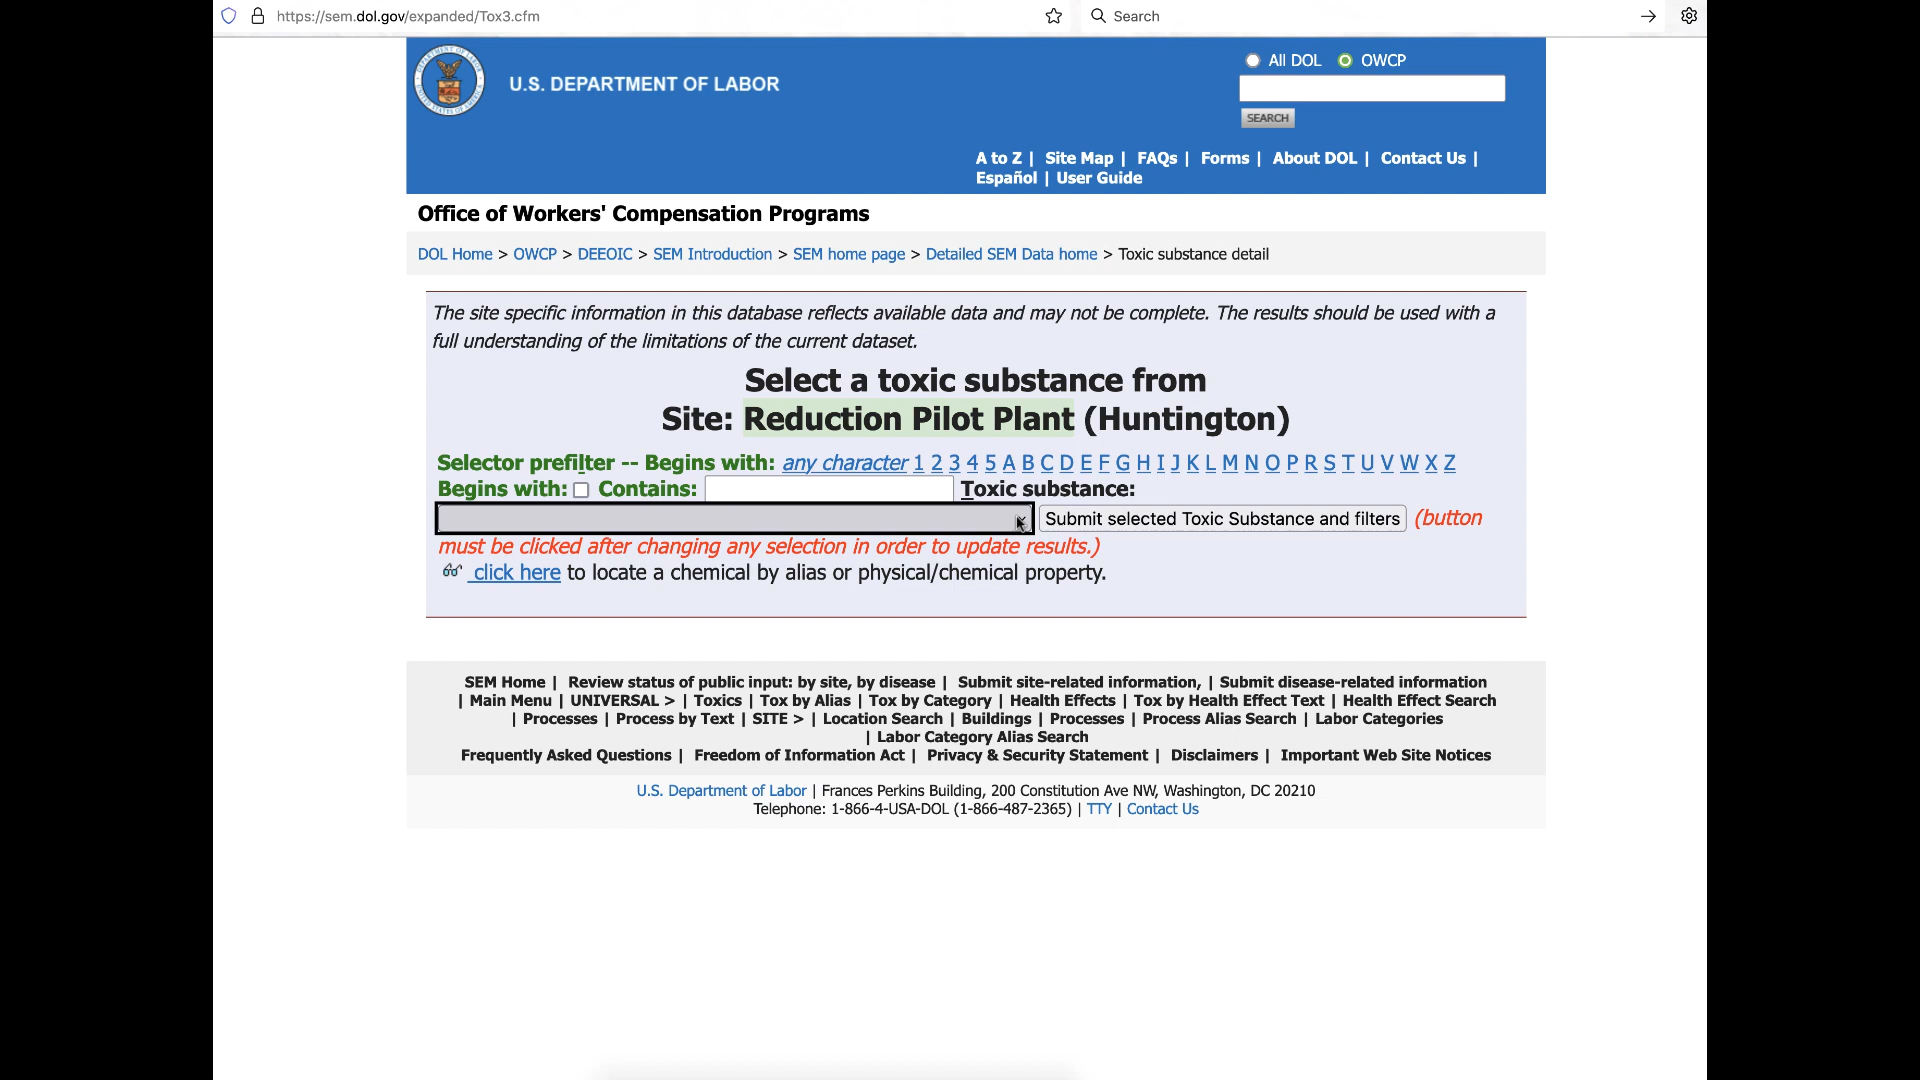 https://sem.dol.gov/expanded/Tox3.cfm
Search
U.S. DEPARTMENT OF LABOR
All DOL OWCP
SEARCH
A to Z | Site Map | FAQs | Forms | About DOL | Contact Us |
Español | User Guide
Office of Workers' Compensation Programs
DOL Home > OWCP > DEEOIC > SEM Introduction > SEM home page > Detailed SEM Data home > Toxic substance detail
The site specific information in this database reflects available data and may not be complete. The results should be used with a
full understanding of the limitations of the current dataset.
Select a toxic substance from
Site: Reduction Pilot Plant (Huntington)
Selector prefilter -- Begins with: any character 1 2 3 4 5 A B C D E F G H I J K L M N O P R S T U V W X Z
Begins with: Contains: Toxic substance:
Submit selected Toxic Substance and filters (button
must be clicked after changing any selection in order to update results.)
click here to locate a chemical by alias or physical/chemical property.
SEM Home | Review status of public input: by site, by disease | Submit site-related information, | Submit disease-related information
| Main Menu | UNIVERSAL > | Toxics | Tox by Alias | Tox by Category | Health Effects | Tox by Health Effect Text | Health Effect Search
| Processes | Process by Text | SITE > | Location Search | Buildings | Processes | Process Alias Search | Labor Categories
| Labor Category Alias Search
Frequently Asked Questions | Freedom of Information Act | Privacy & Security Statement | Disclaimers | Important Web Site Notices
U.S. Department of Labor | Frances Perkins Building, 200 Constitution Ave NW, Washington, DC 20210
Telephone: 1-866-4-USA-DOL (1-866-487-2365) | TTY | Contact Us